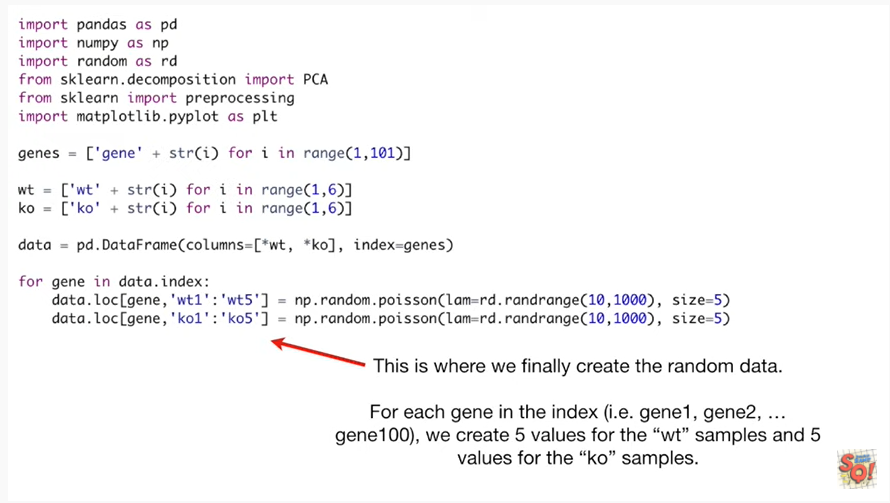 import pandas as pd
import numpy as np
import random as rd
from sklearn.decomposition import PCA
from sklearn import preprocessing
import matplotlib.pyplot as plt
genes = ['gene' + str(i) for i in range(1,101)]
wt = ['wt' + str(i) for i in range(1,6)]
ko = ['ko' + str(i) for i in range(1,6)]
data = pd.DataFrame(columns=[*wt, *ko], index=genes)
for gene in data.index:
    data.loc[gene,'wt1':'wt5'] = np.random.poisson(lam=rd.randrange(10,1000), size=5)
    data.loc[gene,'ko1':'ko5'] = np.random.poisson(lam=rd.randrange(10,1000), size=5)
This is where we finally create the random data.
For each gene in the index (i.e. gene1, gene2, …
gene100), we create 5 values for the “wt” samples and 5
values for the “ko” samples.
SQ!